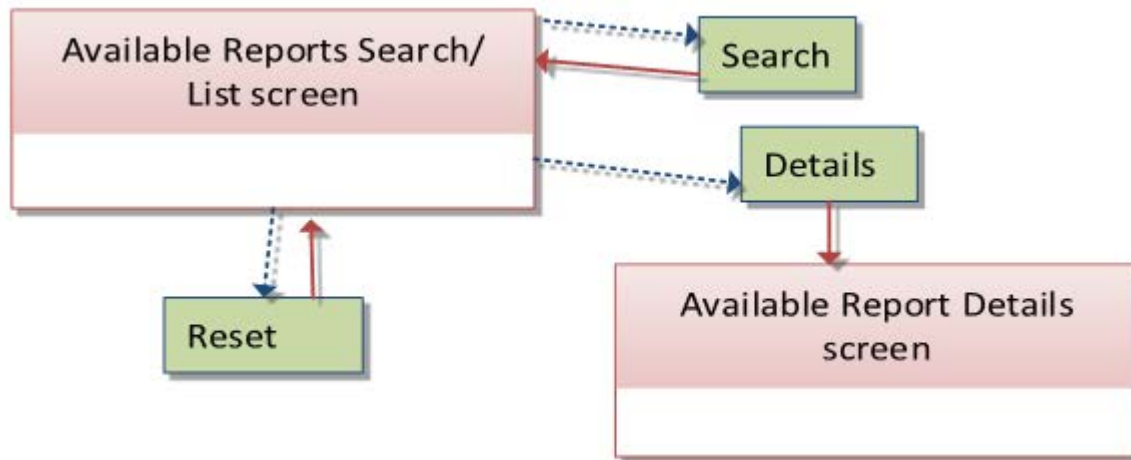 Available Reports Search/
List screen
Search
Details
Reset
Available Report Details
screen